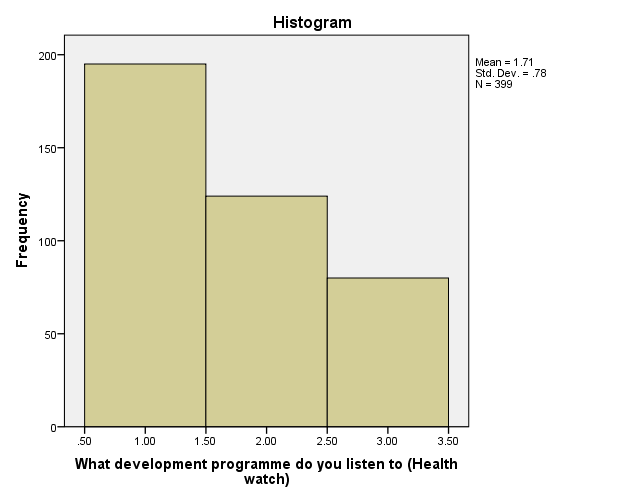 Histogram
Mean = 1.71
Std. Dev. = .78
N = 399
200
150
100
50
0
Frequency
.50 1.00 1.50 2.00 2.50 3.00 3.50
What development programme do you listen to (Health
watch)